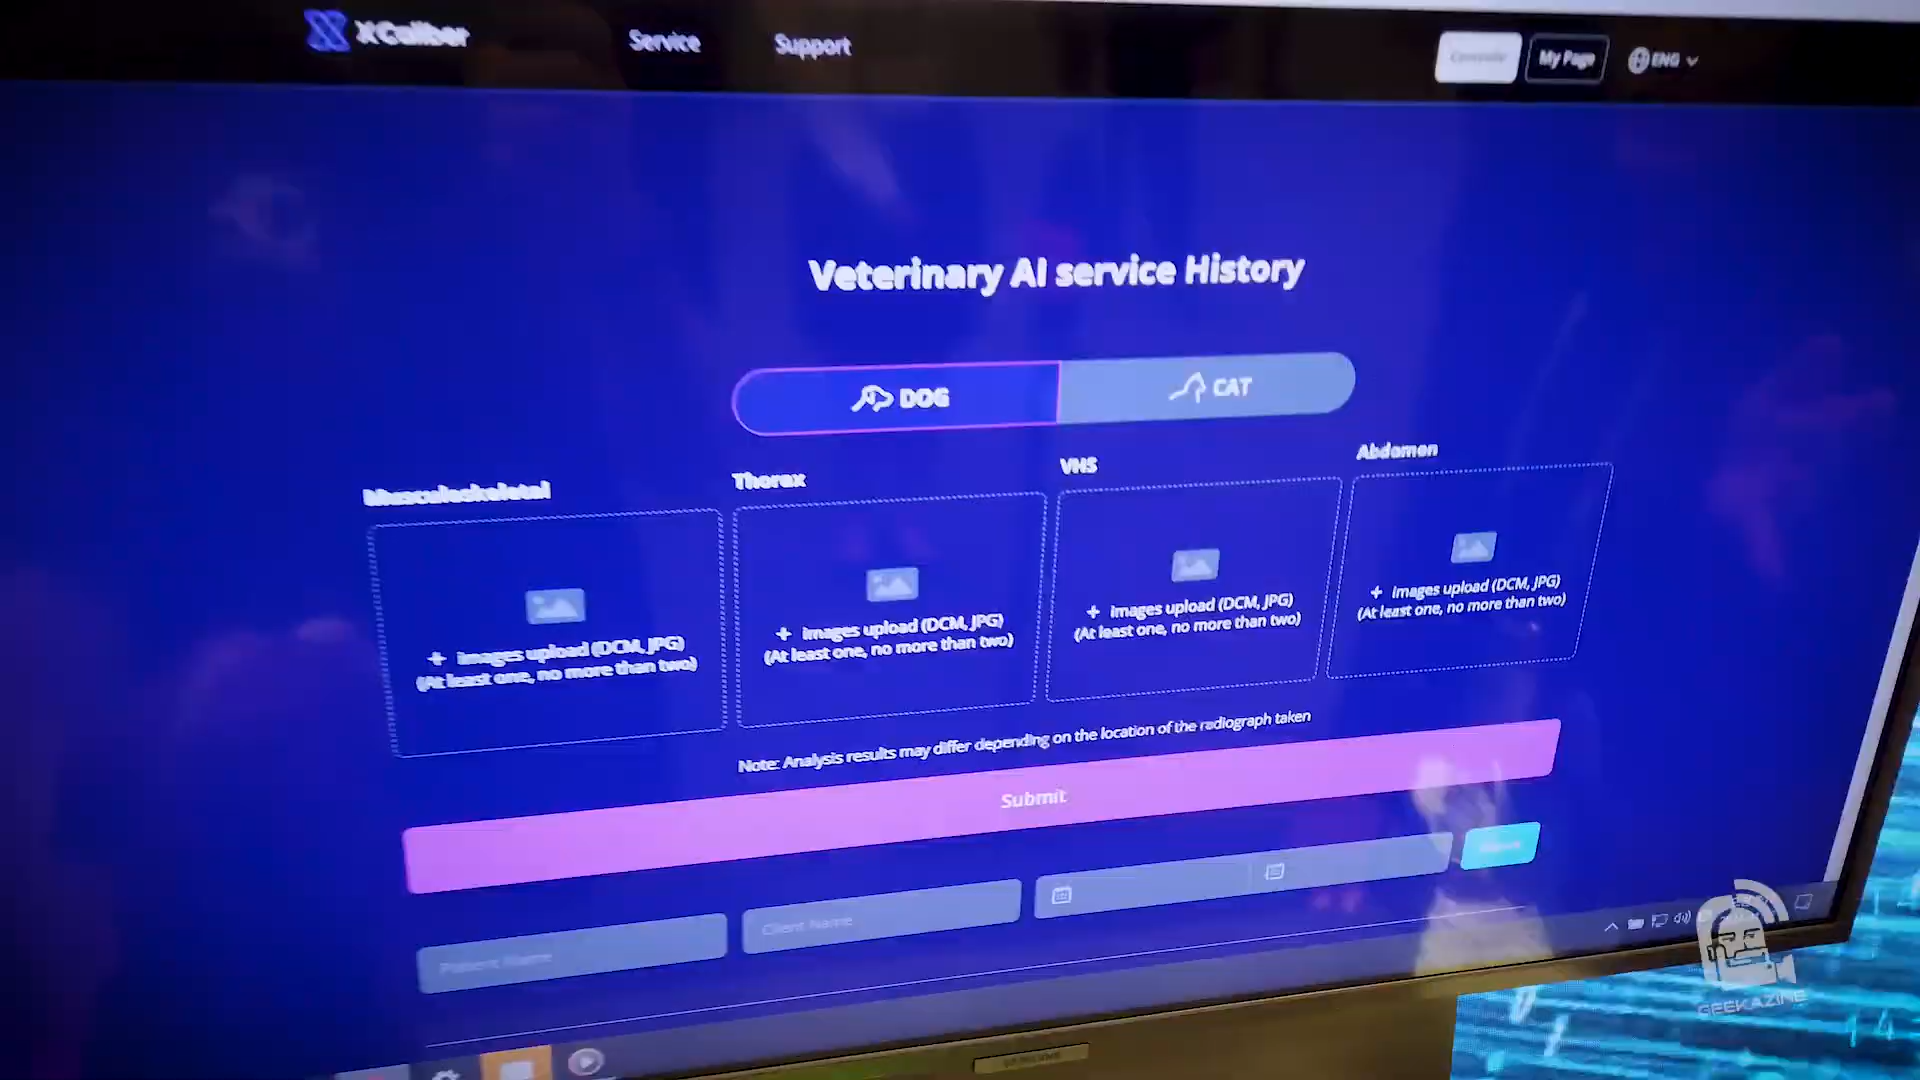 XCaliber
Service
Support
My Page
ENG
Veterinary AI service History
DOG
CAT
Musculoskeletal
Thorax
VHS
Abdomen
+ Images upload (DCM, JPG)
(At least one, no more than two)
+ Images upload (DCM, JPG)
(At least one, no more than two)
+ Images upload (DCM, JPG)
(At least one, no more than two)
+ Images upload (DCM, JPG)
(At least one, no more than two)
Note: Analysis results may differ depending on the location of the radiograph taken
Submit
Patient Name
Client Name
SAMSUNG
GEEKAZINE